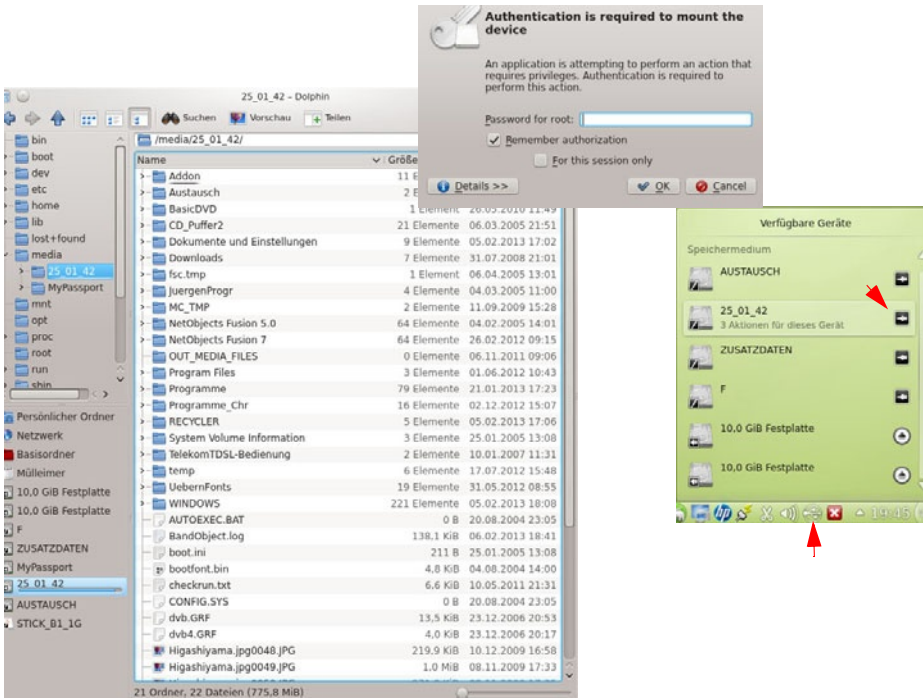 Authentication is required to mount the
device
An application is attempting to perform an action that
requires privileges. Authentication is required to
perform this action.
Password for root:
Remember authorization
For this session only
Details >>
OK
Cancel
25_01_42 – Dolphin
Suchen Vorschau Teilen
bin
boot
dev
etc
home
lib
lost+found
media
25_01_42
MyPassport
mnt
opt
proc
root
run
sbin
Persönlicher Ordner
Netzwerk
Basisordner
Mülleimer
10,0 GiB Festplatte
10,0 GiB Festplatte
F
ZUSATZDATEN
MyPassport
25_01_42
AUSTAUSCH
STICK_B1_1G
/media/25_01_42/
Name Größe
Addon 11 E
Austausch 2 E
BasicDVD 1 Element 26.05.2010 11:49
CD_Puffer2 21 Elemente 06.03.2005 21:51
Dokumente und Einstellungen 9 Elemente 05.02.2013 17:02
Downloads 7 Elemente 31.07.2008 21:01
fsc.tmp 1 Element 06.04.2005 13:01
JuergenProgr 4 Elemente 04.03.2005 11:00
MC_TMP 2 Elemente 11.09.2009 15:28
NetObjects Fusion 5.0 64 Elemente 04.02.2005 14:01
NetObjects Fusion 7 64 Elemente 26.02.2012 09:15
OUT_MEDIA_FILES 0 Elemente 06.11.2011 09:06
Program Files 3 Elemente 01.06.2012 10:43
Programme 79 Elemente 21.01.2013 17:23
Programme_Chr 16 Elemente 02.12.2012 15:07
RECYCLER 5 Elemente 05.02.2013 17:06
System Volume Information 3 Elemente 25.01.2005 13:08
TelekomTDSL-Bedienung 2 Elemente 10.01.2007 11:31
temp 6 Elemente 17.07.2012 15:48
UebernFonts 19 Elemente 31.05.2012 08:55
WINDOWS 221 Elemente 05.02.2013 18:08
AUTOEXEC.BAT 0 B 20.08.2004 23:05
BandObject.log 138,1 KiB 06.02.2013 18:41
boot.ini 211 B 25.01.2005 13:08
bootfont.bin 4,8 KiB 04.08.2004 14:00
checkrun.txt 6,6 KiB 10.05.2011 21:31
CONFIG.SYS 0 B 20.08.2004 23:05
dvb.GRF 13,5 KiB 23.12.2006 20:53
dvb4.GRF 4,0 KiB 23.12.2006 20:17
Higashiyama.jpg0048.JPG 219,9 KiB 10.12.2009 16:58
Higashiyama.jpg0049.JPG 1,0 MiB 08.11.2009 17:33
21 Ordner, 22 Dateien (775,8 MiB)
Verfügbare Geräte
Speichermedium
AUSTAUSCH
25_01_42
3 Aktionen für dieses Gerät
ZUSATZDATEN
F
10,0 GiB Festplatte
10,0 GiB Festplatte
hp
19:45